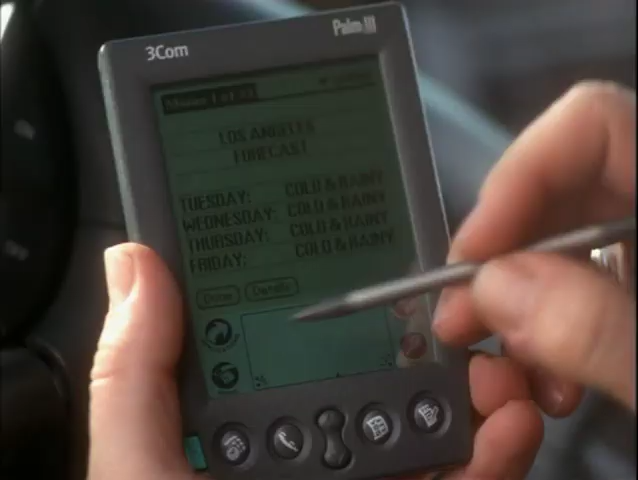 3Com
Palm III
LOS ANGELES
FORECAST
TUESDAY: COLD & RAINY
WEDNESDAY: COLD & RAINY
THURSDAY: COLD & RAINY
FRIDAY: COLD & RAINY
Done Details